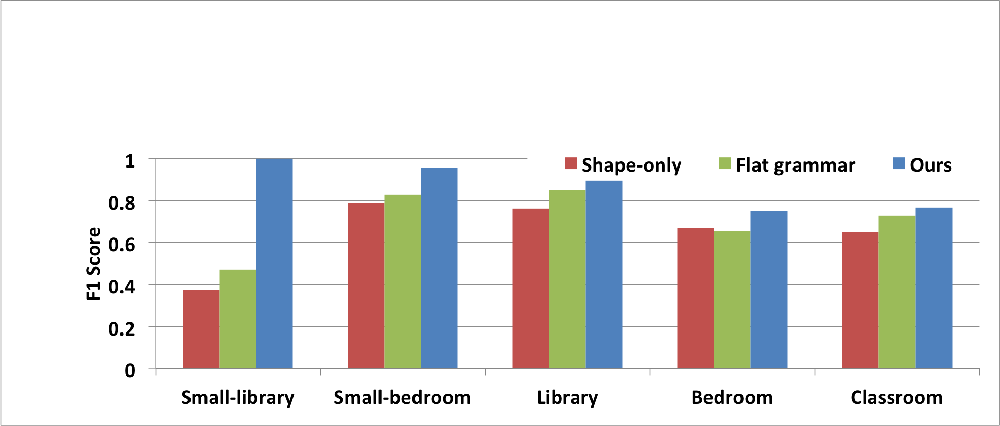 1
Shape-only Flat grammar Ours
0.8
0.6
0.4
0.2
0
F1 Score
Small-library Small-bedroom Library Bedroom Classroom